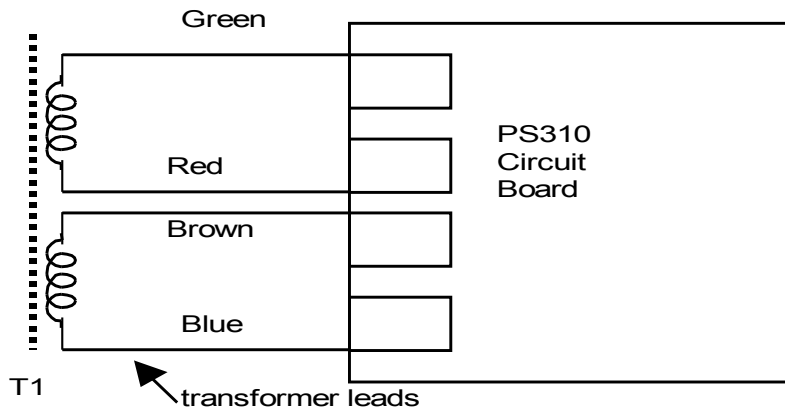 Green
Red
Brown
Blue
PS310
Circuit
Board
T1
transformer leads